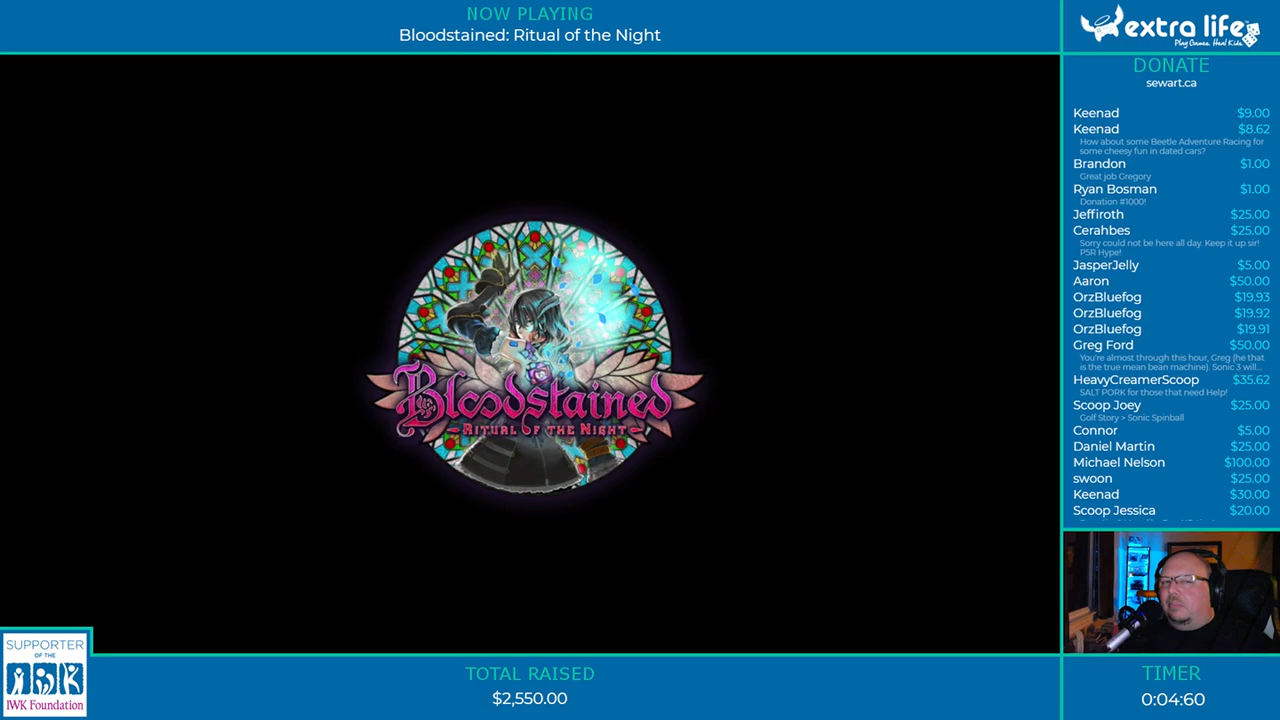 NOW PLAYING
Bloodstained: Ritual of the Night
extra life
Play Games. Heal Kids.
DONATE
sewart.ca
Keenad $9.00
Keenad $8.62
How about some Beetle Adventure Racing for
some cheesy fun in dated cars?
Brandon $1.00
Great job Gregory
Ryan Bosman $1.00
Donation #1000!
Jeffiroth $25.00
Cerahbes $25.00
Sorry could not be here all day. Keep it up sir!
P5R Hype!
JasperJelly $5.00
Aaron $50.00
OrzBluefog $19.93
OrzBluefog $19.92
OrzBluefog $19.91
Greg Ford $50.00
You're almost through this hour, Greg (he that
is the true mean bean machine). Sonic 3 will...
HeavyCreamerScoop $35.62
SALT PORK for those that need Help!
Scoop Joey $25.00
Golf Story > Sonic Spinball
Connor $5.00
Daniel Martin $25.00
Michael Nelson $100.00
swoon $25.00
Keenad $30.00
Scoop Jessica $20.00
Bloodstained
RITUAL OF THE NIGHT
SUPPORTER
OF THE
IWK
IWK Foundation
TOTAL RAISED
$2,550.00
TIMER
0:04:60